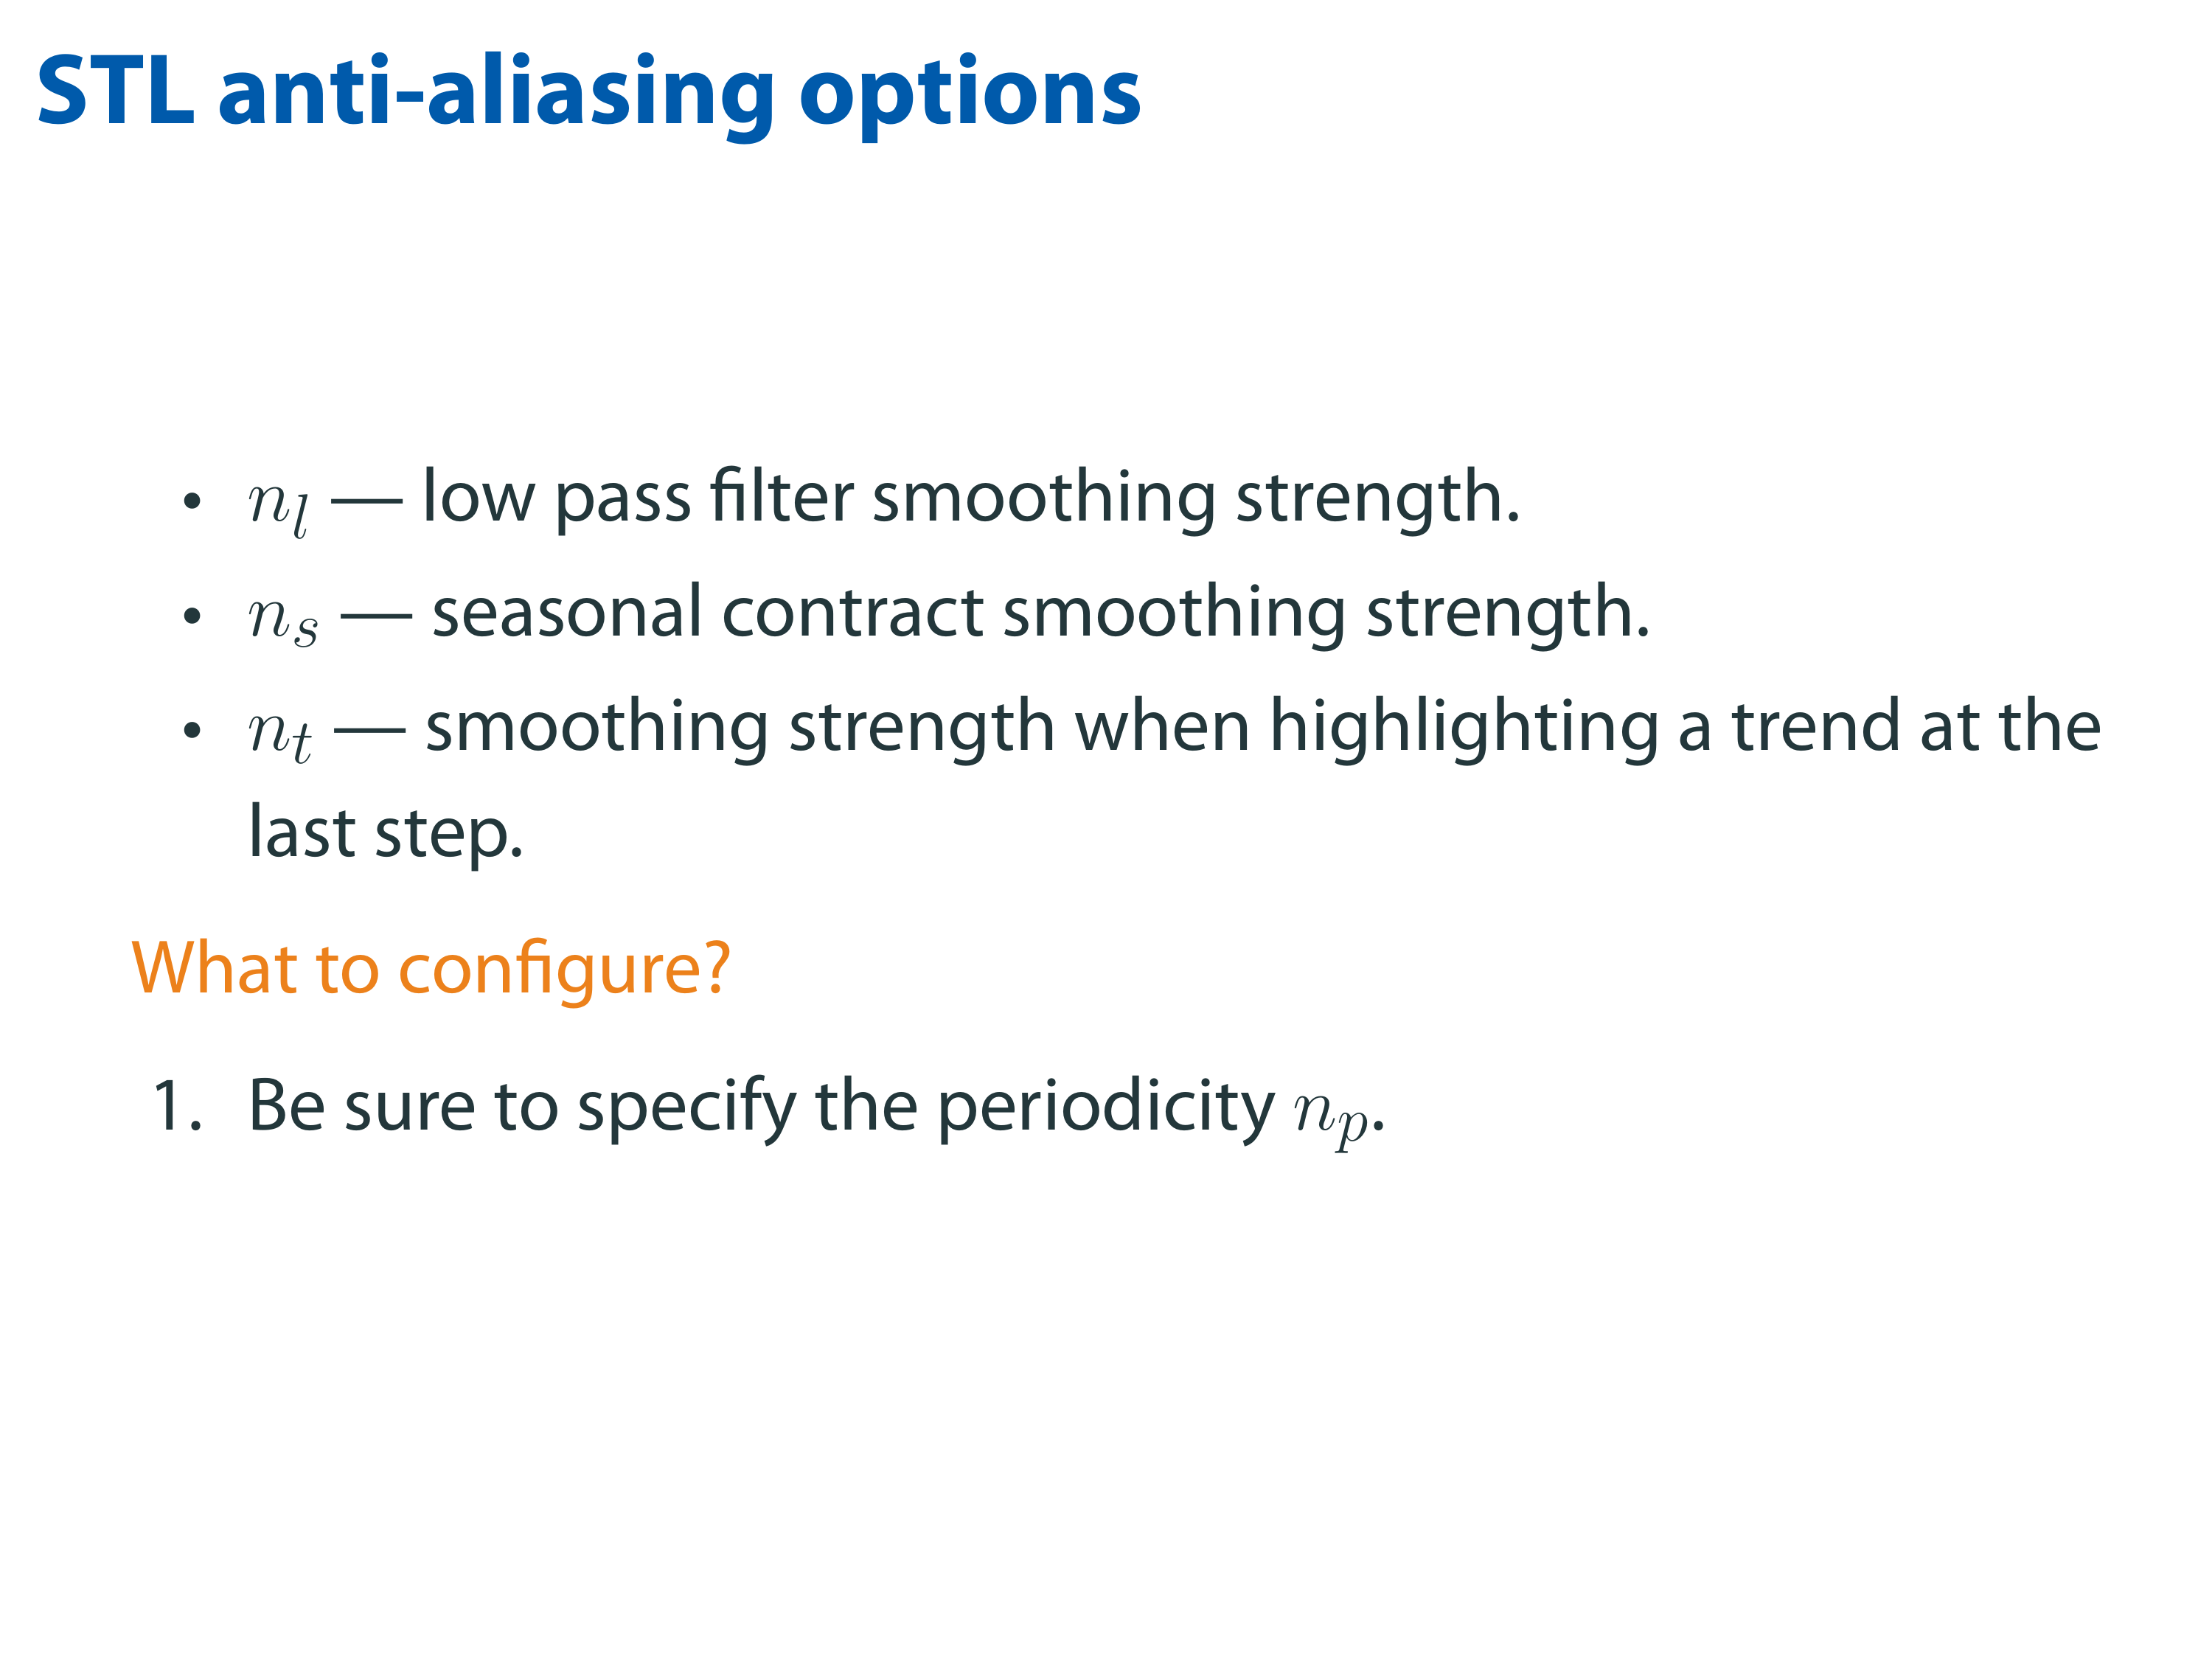 STL anti-aliasing options
• $n_l$ — low pass filter smoothing strength.
• $n_s$ — seasonal contract smoothing strength.
• $n_t$ — smoothing strength when highlighting a trend at the
last step.
What to configure?
1. Be sure to specify the periodicity $n_p$.